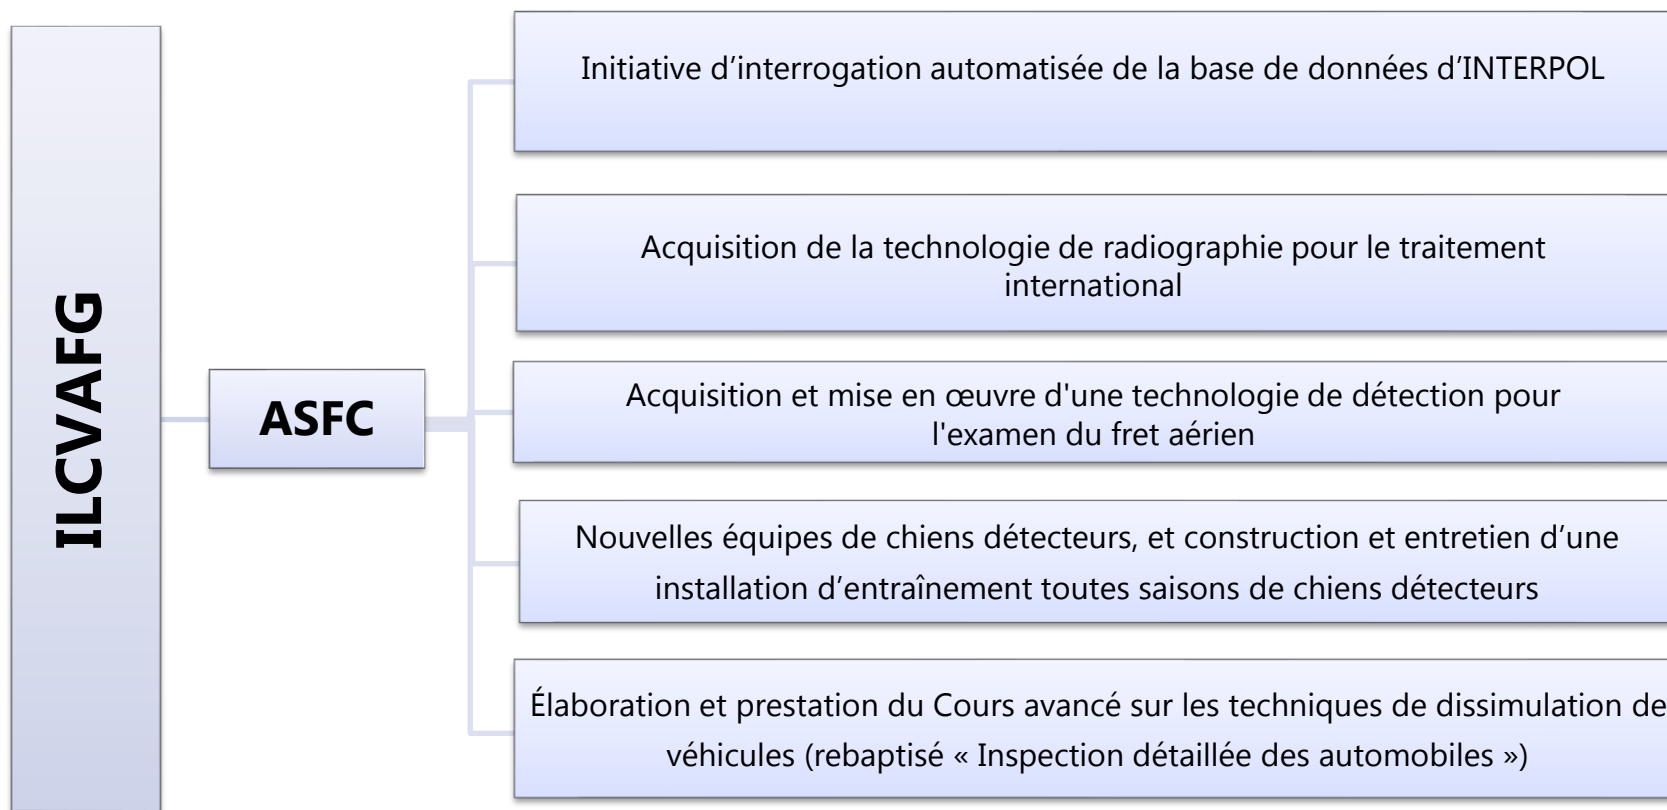 ILCVAFG
ASFC
Initiative d’interrogation automatisée de la base de données d’INTERPOL
Acquisition de la technologie de radiographie pour le traitement
international
Acquisition et mise en œuvre d'une technologie de détection pour
l'examen du fret aérien
Nouvelles équipes de chiens détecteurs, et construction et entretien d’une
installation d’entraînement toutes saisons de chiens détecteurs
Élaboration et prestation du Cours avancé sur les techniques de dissimulation de
véhicules (rebaptisé « Inspection détaillée des automobiles »)